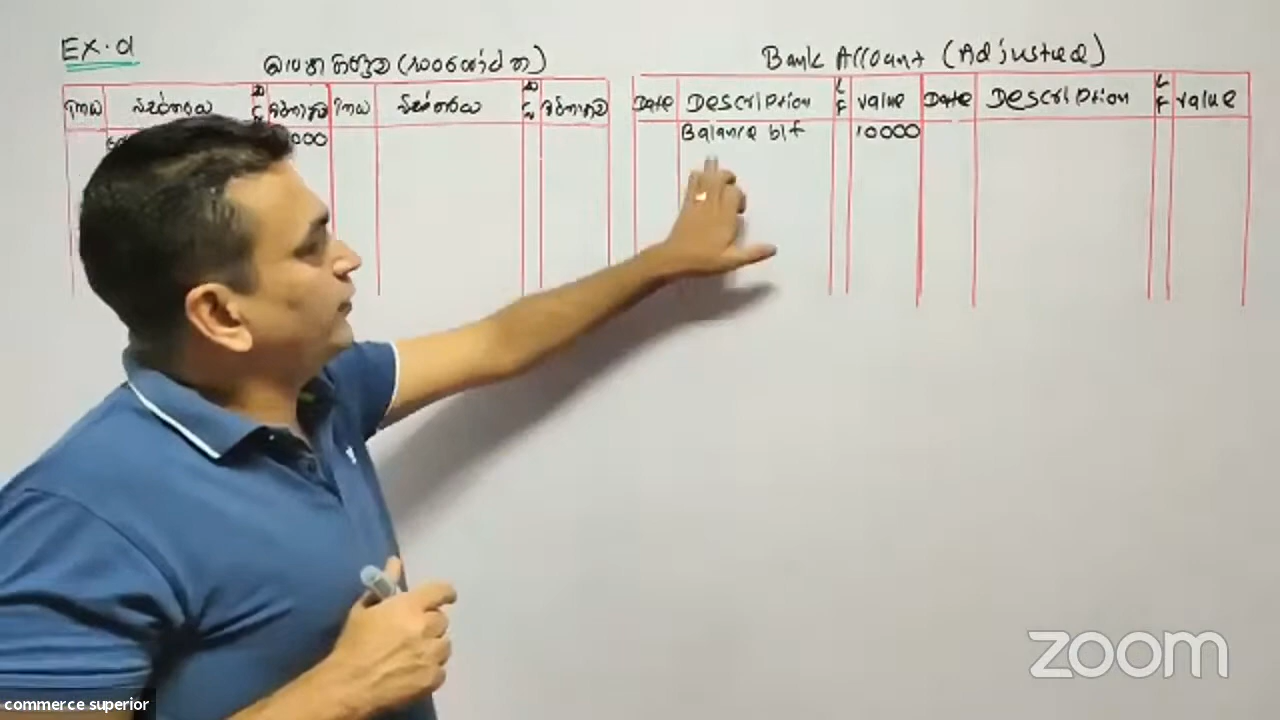 Ex. a
බැංකු ගිණුම
Bank Account (Adjusted)
දිනය විස්තරය වටිනාකම දිනය විස්තරය වටිනාකම
Date Description L F value Date Description L F value
000
Balance b/f 10000
zoom
commerce superior